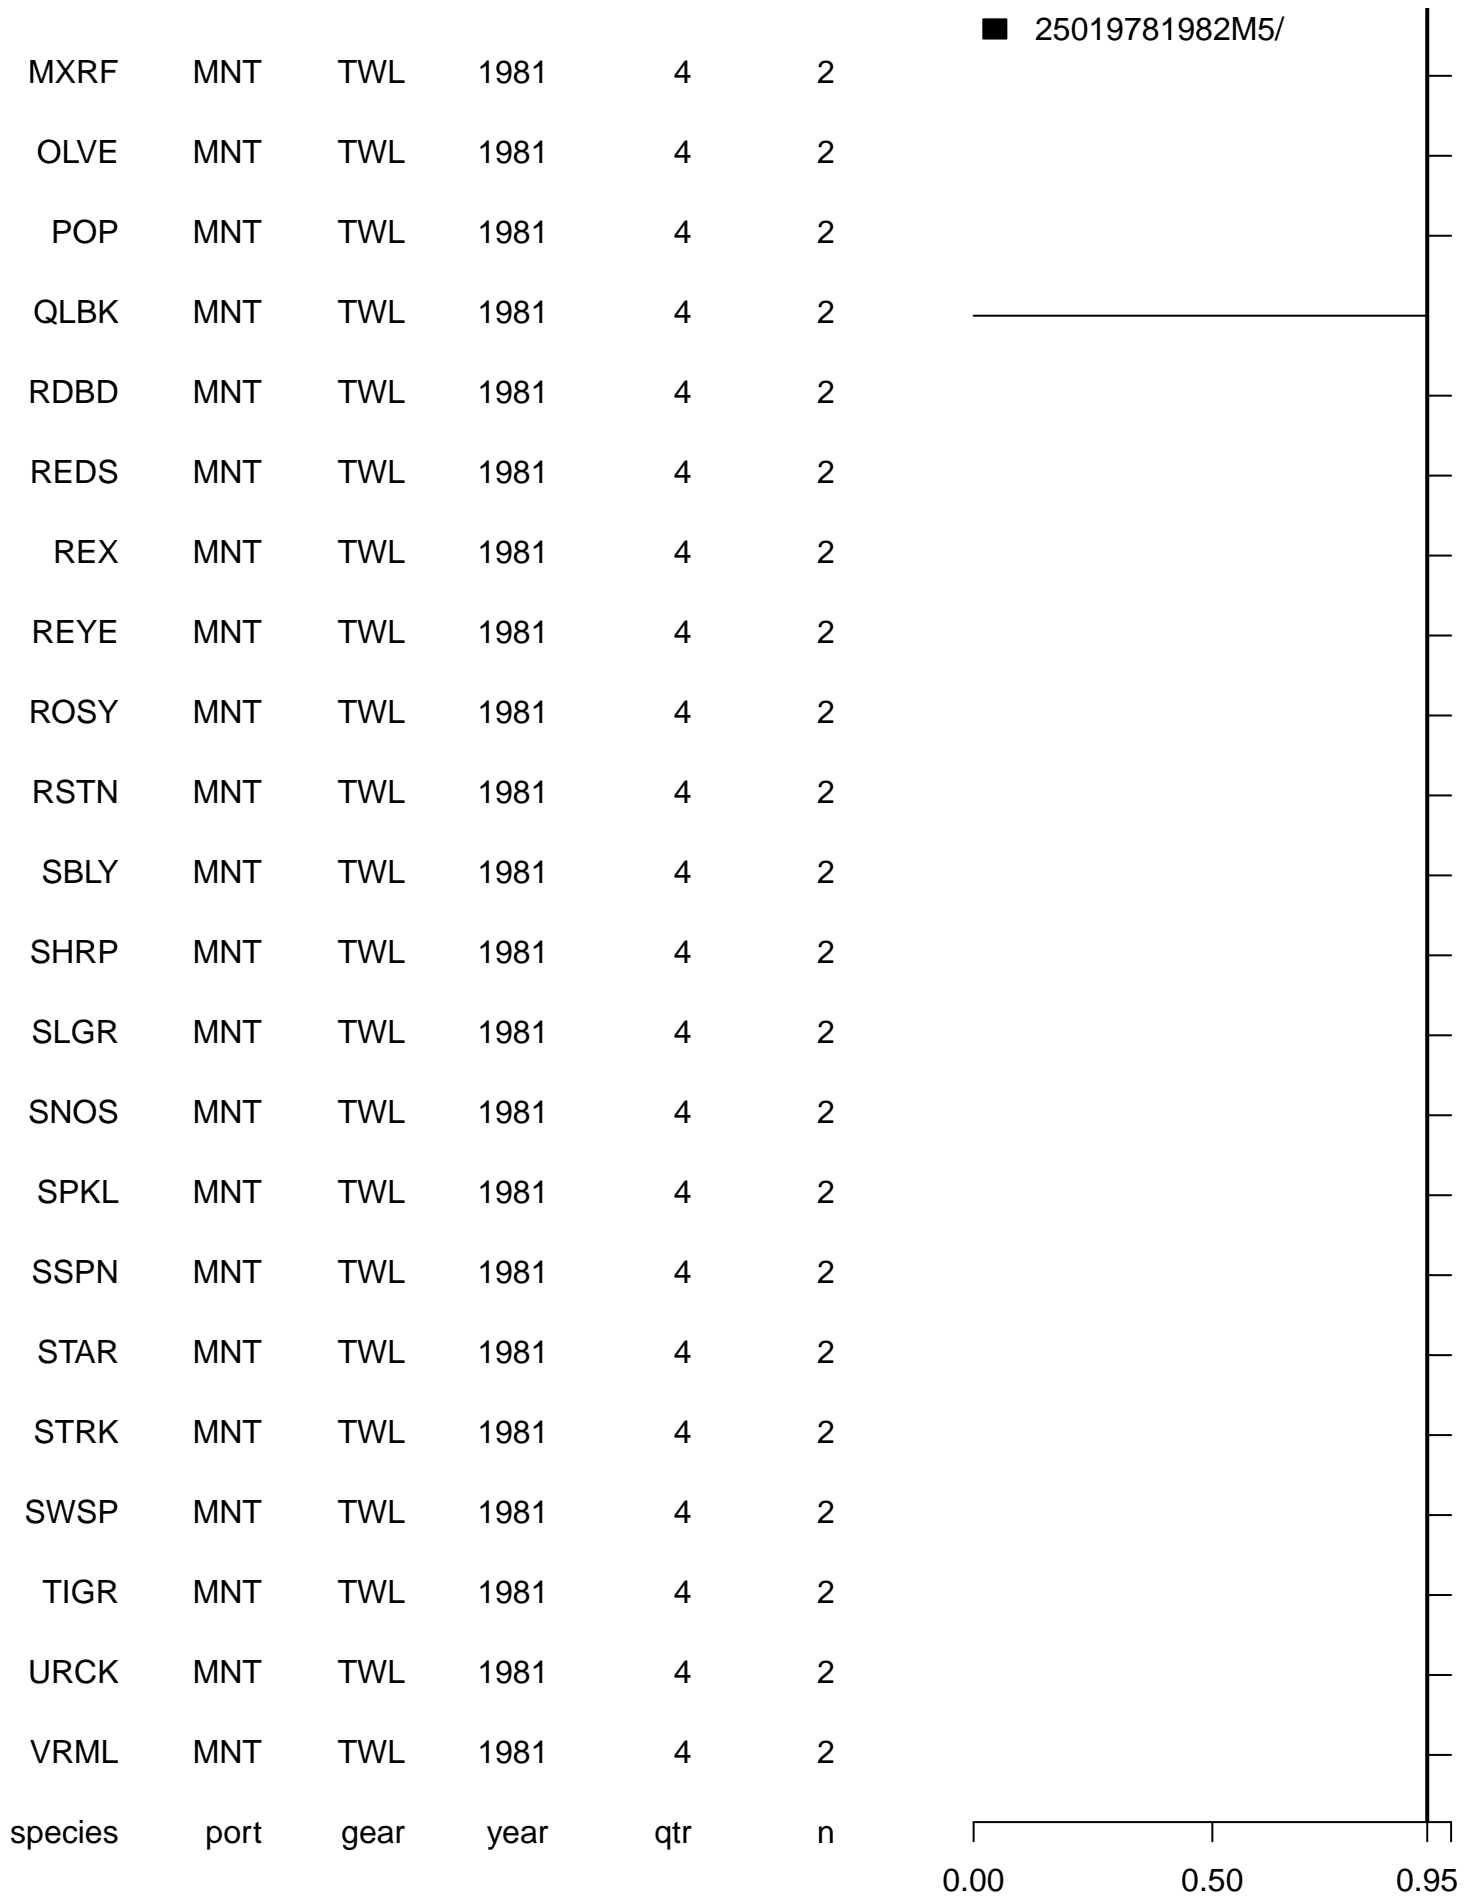 25019781982M5/
MXRF MNT TWL 1981 4 2
OLVE MNT TWL 1981 4 2
POP MNT TWL 1981 4 2
QLBK MNT TWL 1981 4 2
RDBD MNT TWL 1981 4 2
REDS MNT TWL 1981 4 2
REX MNT TWL 1981 4 2
REYE MNT TWL 1981 4 2
ROSY MNT TWL 1981 4 2
RSTN MNT TWL 1981 4 2
SBLY MNT TWL 1981 4 2
SHRP MNT TWL 1981 4 2
SLGR MNT TWL 1981 4 2
SNOS MNT TWL 1981 4 2
SPKL MNT TWL 1981 4 2
SSPN MNT TWL 1981 4 2
STAR MNT TWL 1981 4 2
STRK MNT TWL 1981 4 2
SWSP MNT TWL 1981 4 2
TIGR MNT TWL 1981 4 2
URCK MNT TWL 1981 4 2
VRML MNT TWL 1981 4 2
species port gear year qtr n
0.00 0.50 0.95